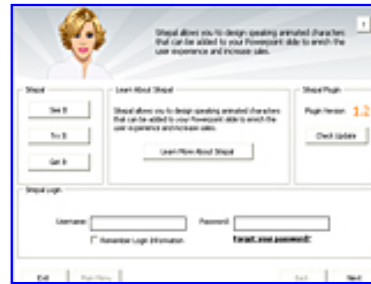 Sitepal allows you to design speaking animated characters
that can be added to your Powerpoint slide to enrich the
user experience and increase sales.
?
Sitepal
See It
Try It
Get It
Learn About Sitepal
Sitepal allows you to design speaking animated characters
that can be added to your Powerpoint slide to enrich the
user experience and increase sales.
Learn More About Sitepal
Sitepal Plugin
Plugin Version 1.2
Check Update
Sitepal Login
Username:
Password:
Remember Login Information
Forgot your password?
Exit
Main Menu
Back
Next